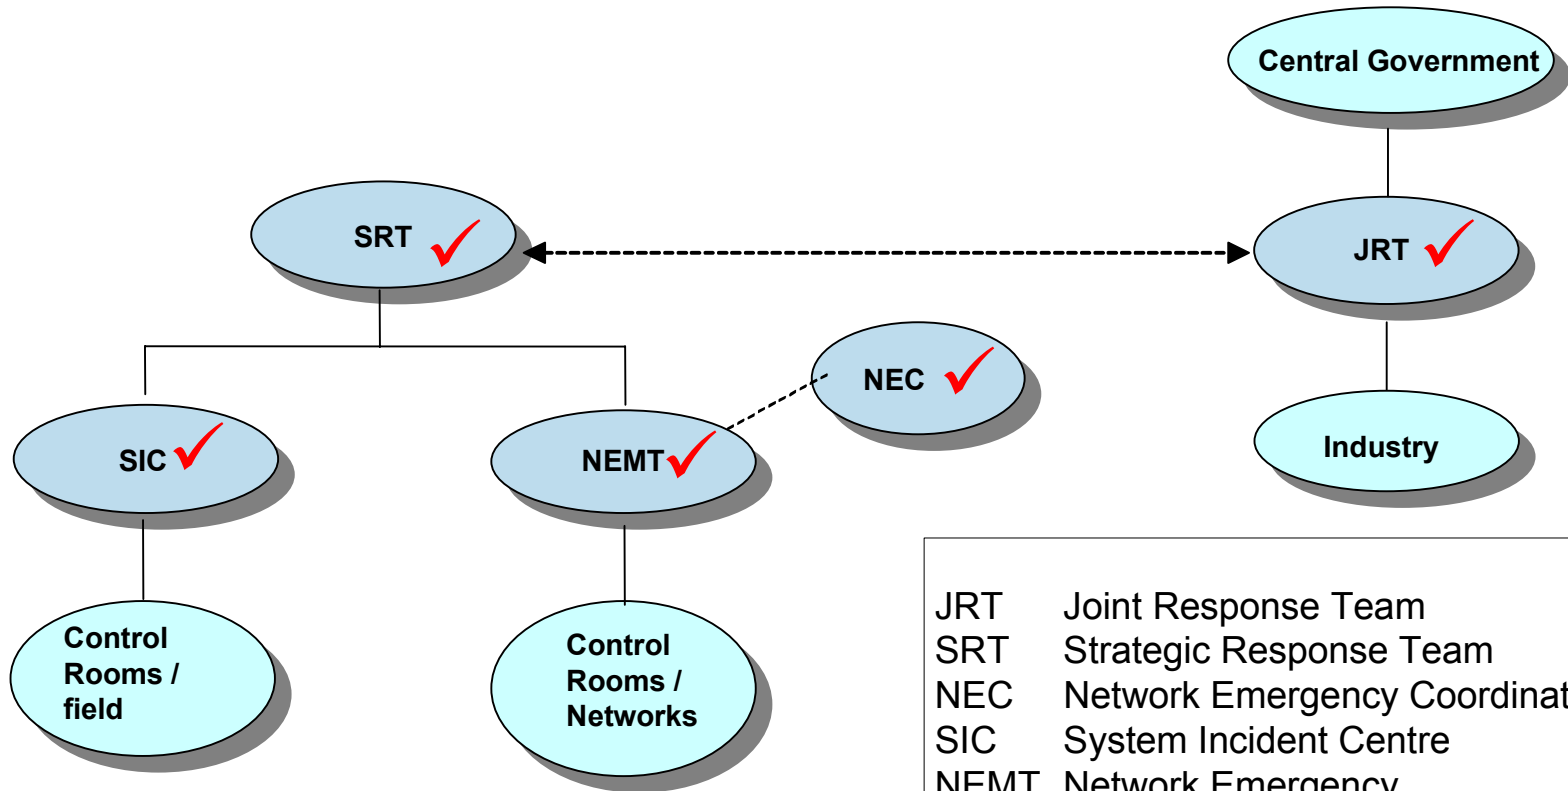 Central Government
SRT
JRT
NEC
SIC
NEMT
Industry
Control
Rooms /
field
Control
Rooms /
Networks
JRT Joint Response Team
SRT Strategic Response Team
NEC Network Emergency Coordinat
SIC System Incident Centre
NEMT Network Emergency